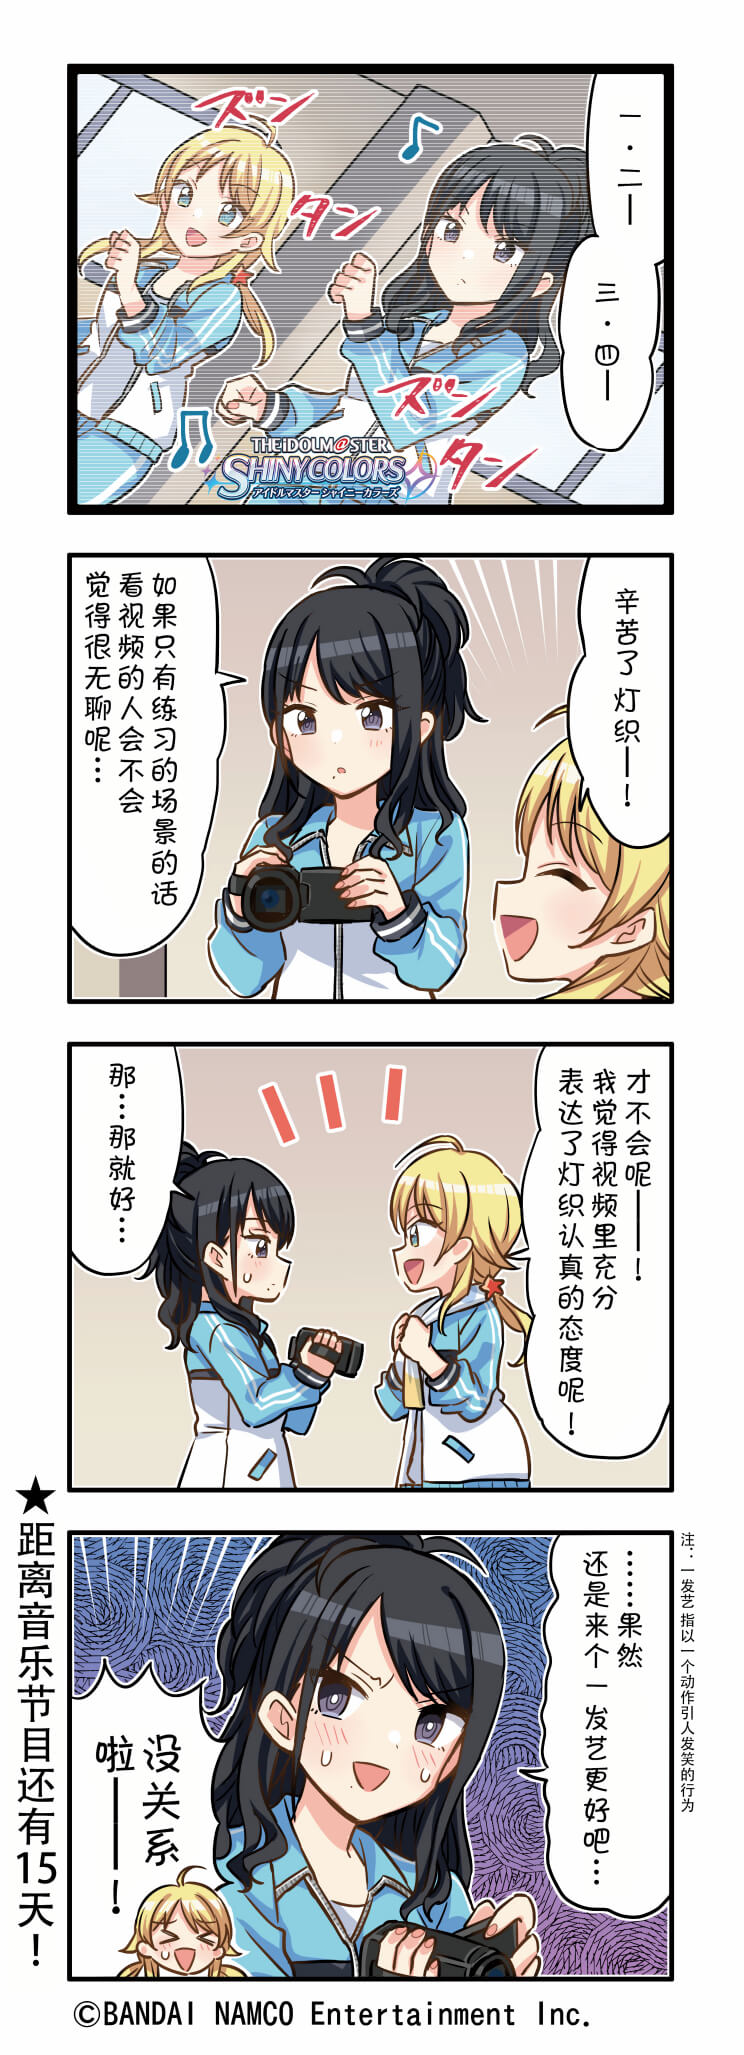 一·二——
三·四——
ズン
タン
ズン
タン
THE iDOLM@STER
SHINYCOLORS
アイドルマスター シャイニーカラーズ
辛苦了灯织——！
如果只有练习的场景的话
看视频的人会不会
觉得很无聊呢…
才不会呢——！
我觉得视频里充分
表达了灯织认真的态度呢！
那…那就好…
……果然
还是来个一发艺更好吧…
没关系
啦——！
注：一发艺 指以一个动作引人发笑的行为
★距离音乐节目还有15天！
©BANDAI NAMCO Entertainment Inc.